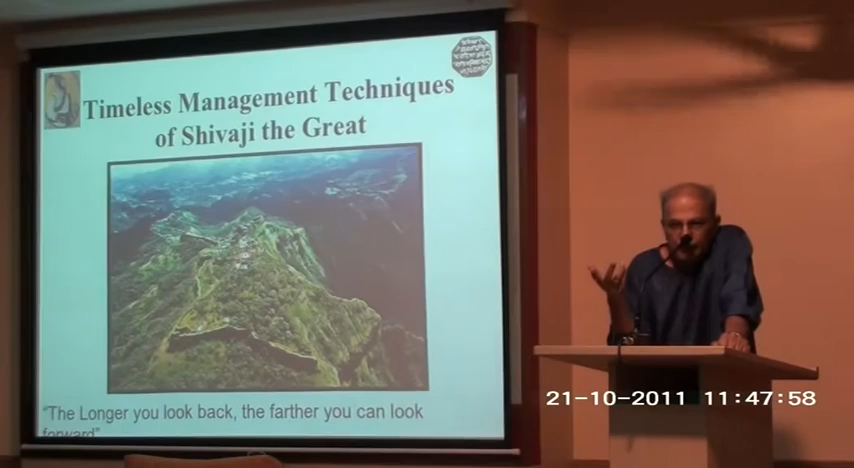 Timeless Management Techniques
of Shivaji the Great
"The Longer you look back, the farther you can look
forward"
21-10-2011 11:47:58